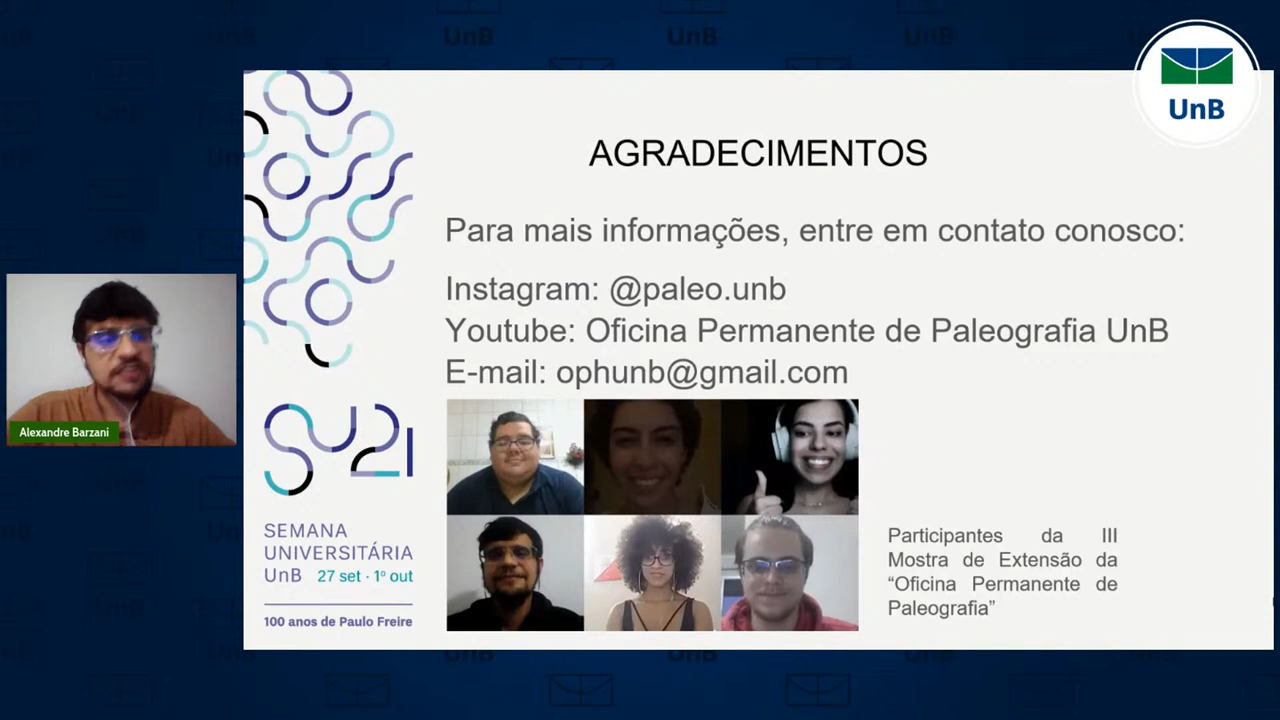 UnB
AGRADECIMENTOS
Para mais informações, entre em contato conosco:
Instagram: @paleo.unb
Youtube: Oficina Permanente de Paleografia UnB
E-mail: ophunb@gmail.com
Alexandre Barzani
SU21
SEMANA
UNIVERSITÁRIA
UnB 27 set · 1º out
100 anos de Paulo Freire
Participantes da III
Mostra de Extensão da
“Oficina Permanente de
Paleografia”